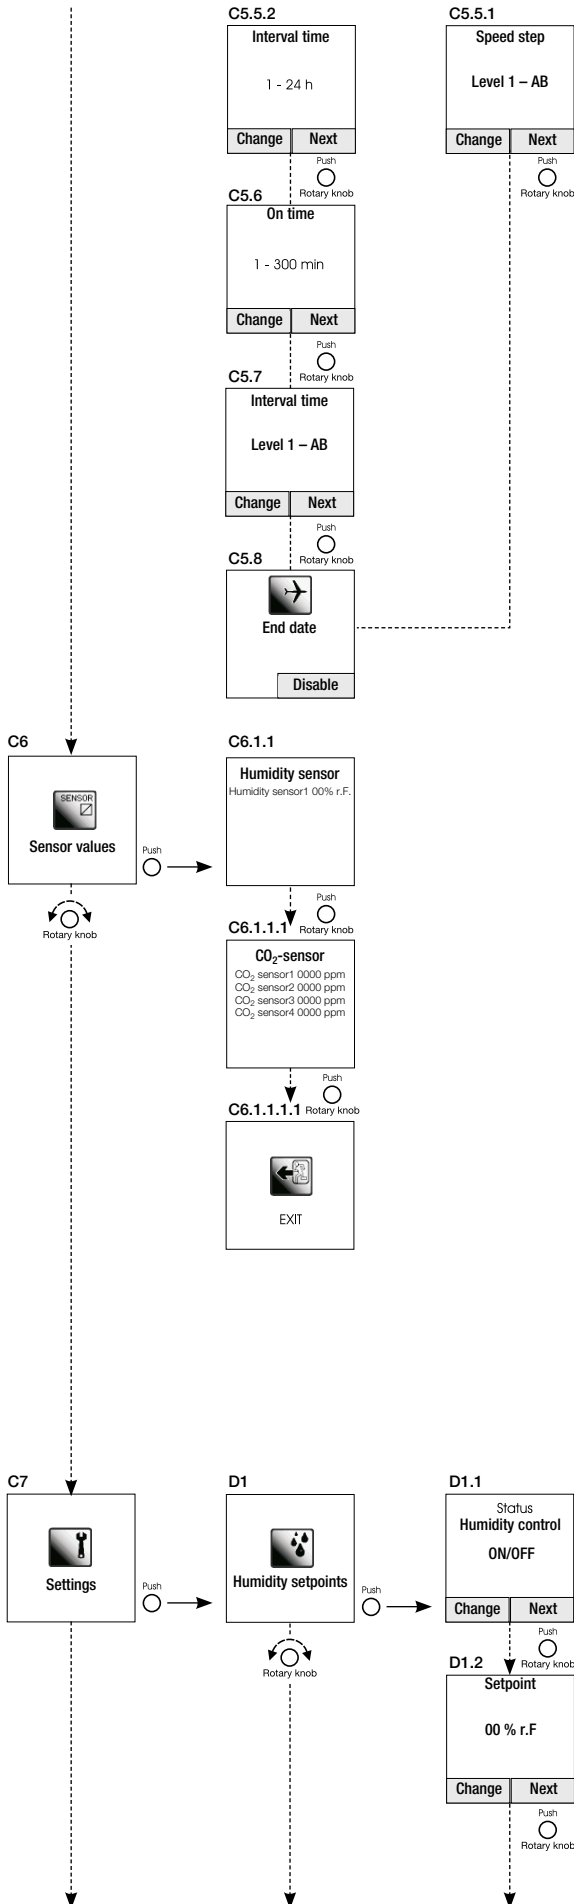 C5.5.2
Interval time
1 - 24 h
Change Next
Push
Rotary knob
C5.5.1
Speed step
Level 1 – AB
Change Next
Push
Rotary knob
C5.6
On time
1 - 300 min
Change Next
Push
Rotary knob
C5.7
Interval time
Level 1 – AB
Change Next
Push
Rotary knob
C5.8
End date
Disable
C6
SENSOR
Sensor values
Push
Rotary knob
C6.1.1
Humidity sensor
Humidity sensor1 00% r.F.
Push
Rotary knob
C6.1.1.1
CO₂-sensor
CO₂ sensor1 0000 ppm
CO₂ sensor2 0000 ppm
CO₂ sensor3 0000 ppm
CO₂ sensor4 0000 ppm
Push
Rotary knob
C6.1.1.1.1
EXIT
C7
Settings
Push
D1
Humidity setpoints
Push
Rotary knob
D1.1
Status
Humidity control
ON/OFF
Change Next
Push
Rotary knob
D1.2
Setpoint
00 % r.F
Change Next
Push
Rotary knob